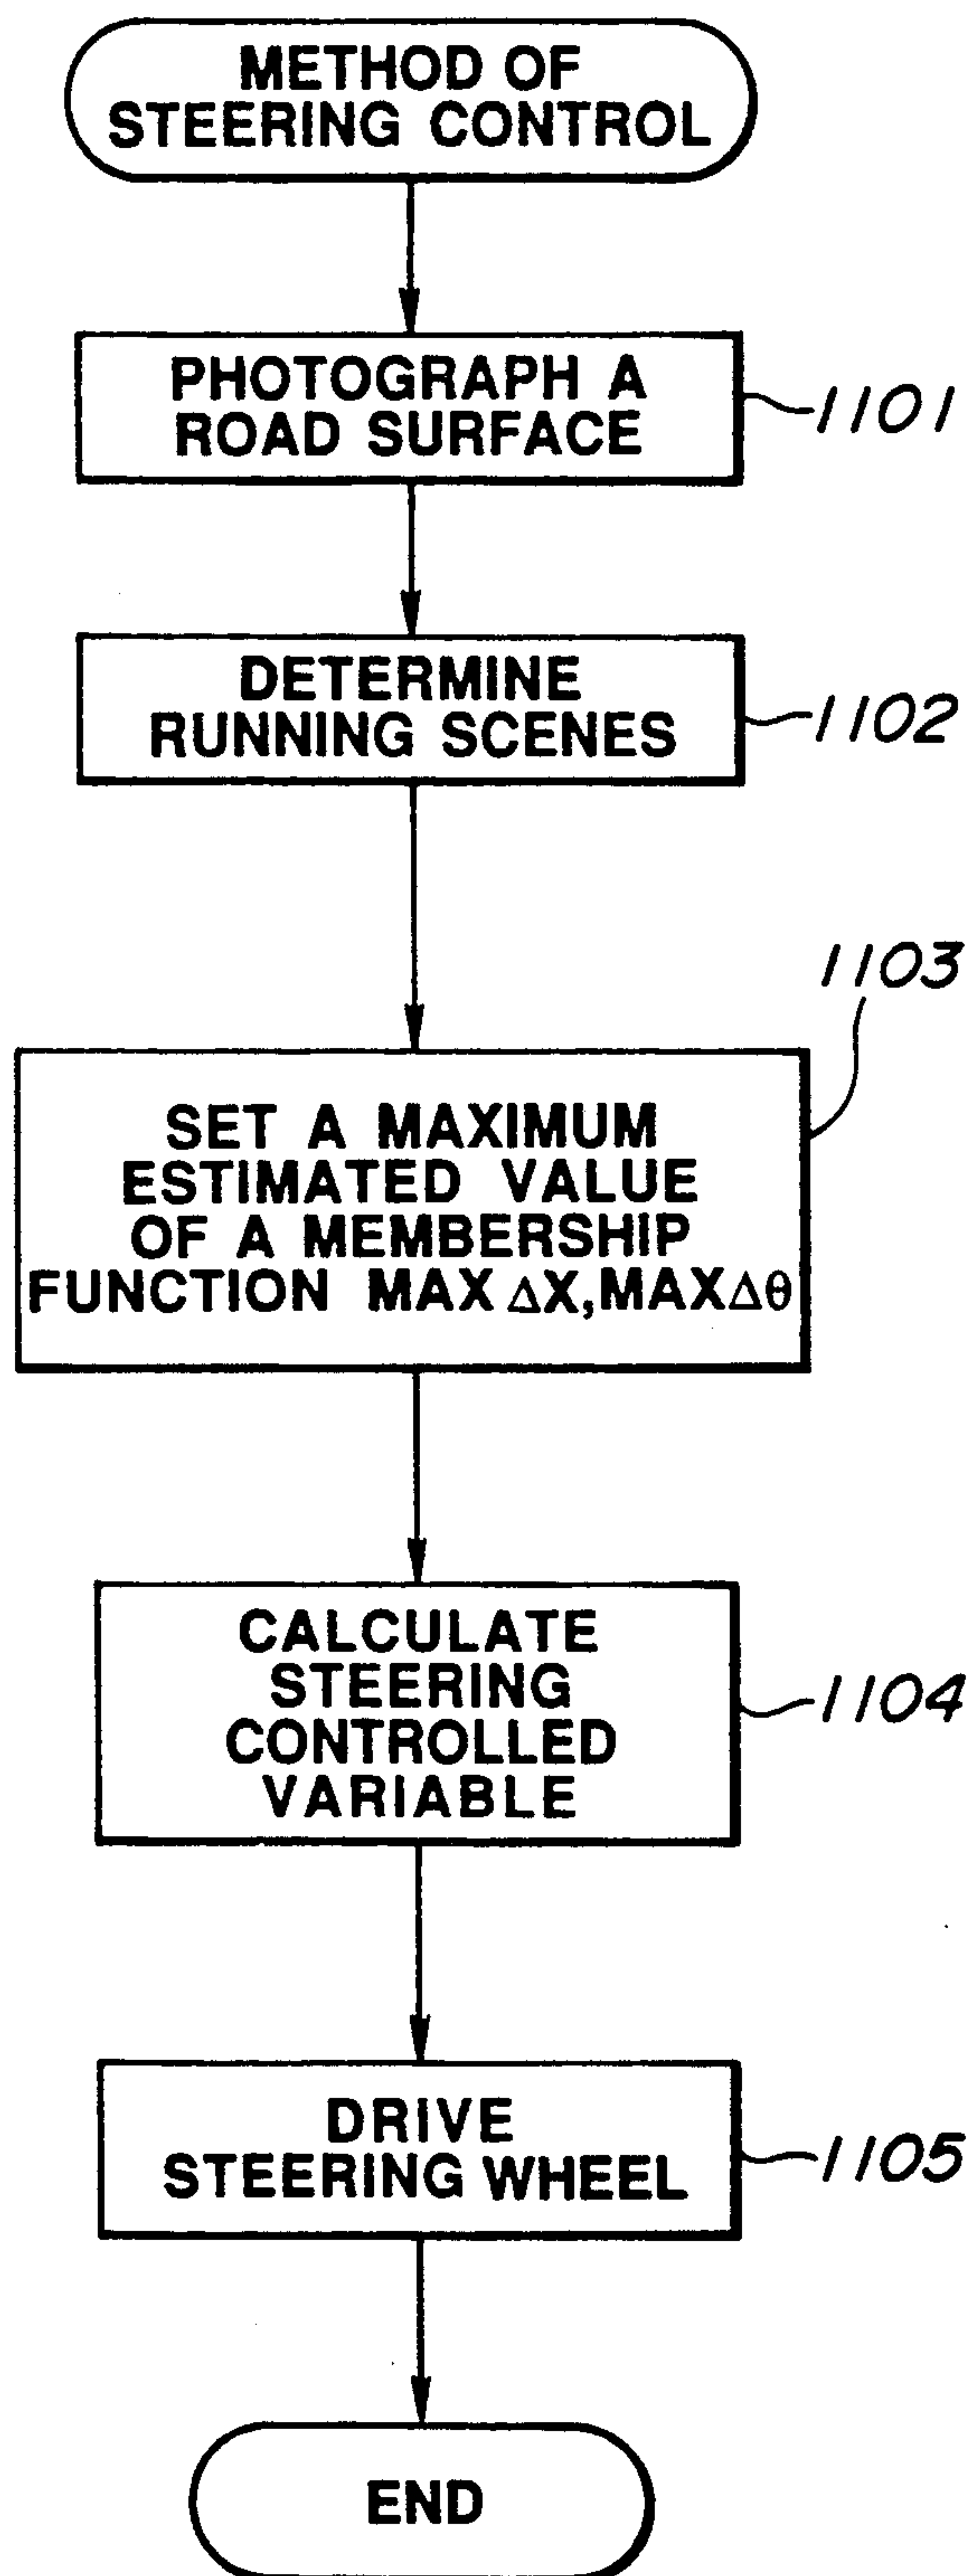 METHOD OF
STEERING CONTROL
PHOTOGRAPH A
ROAD SURFACE
1101
DETERMINE
RUNNING SCENES
1102
1103
SET A MAXIMUM
ESTIMATED VALUE
OF A MEMBERSHIP
FUNCTION MAX ΔX, MAXΔθ
CALCULATE
STEERING
CONTROLLED
VARIABLE
1104
DRIVE
STEERING WHEEL
1105
END